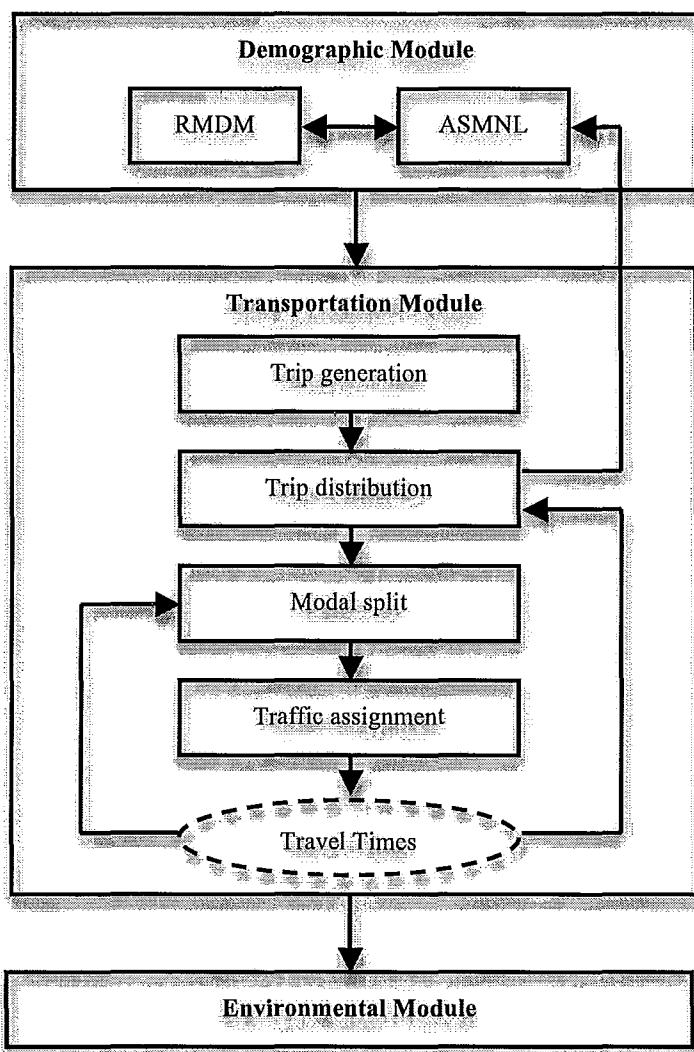 Demographic Module
RMDM
ASMNL
Transportation Module
Trip generation
Trip distribution
Modal split
Traffic assignment
Travel Times
Environmental Module